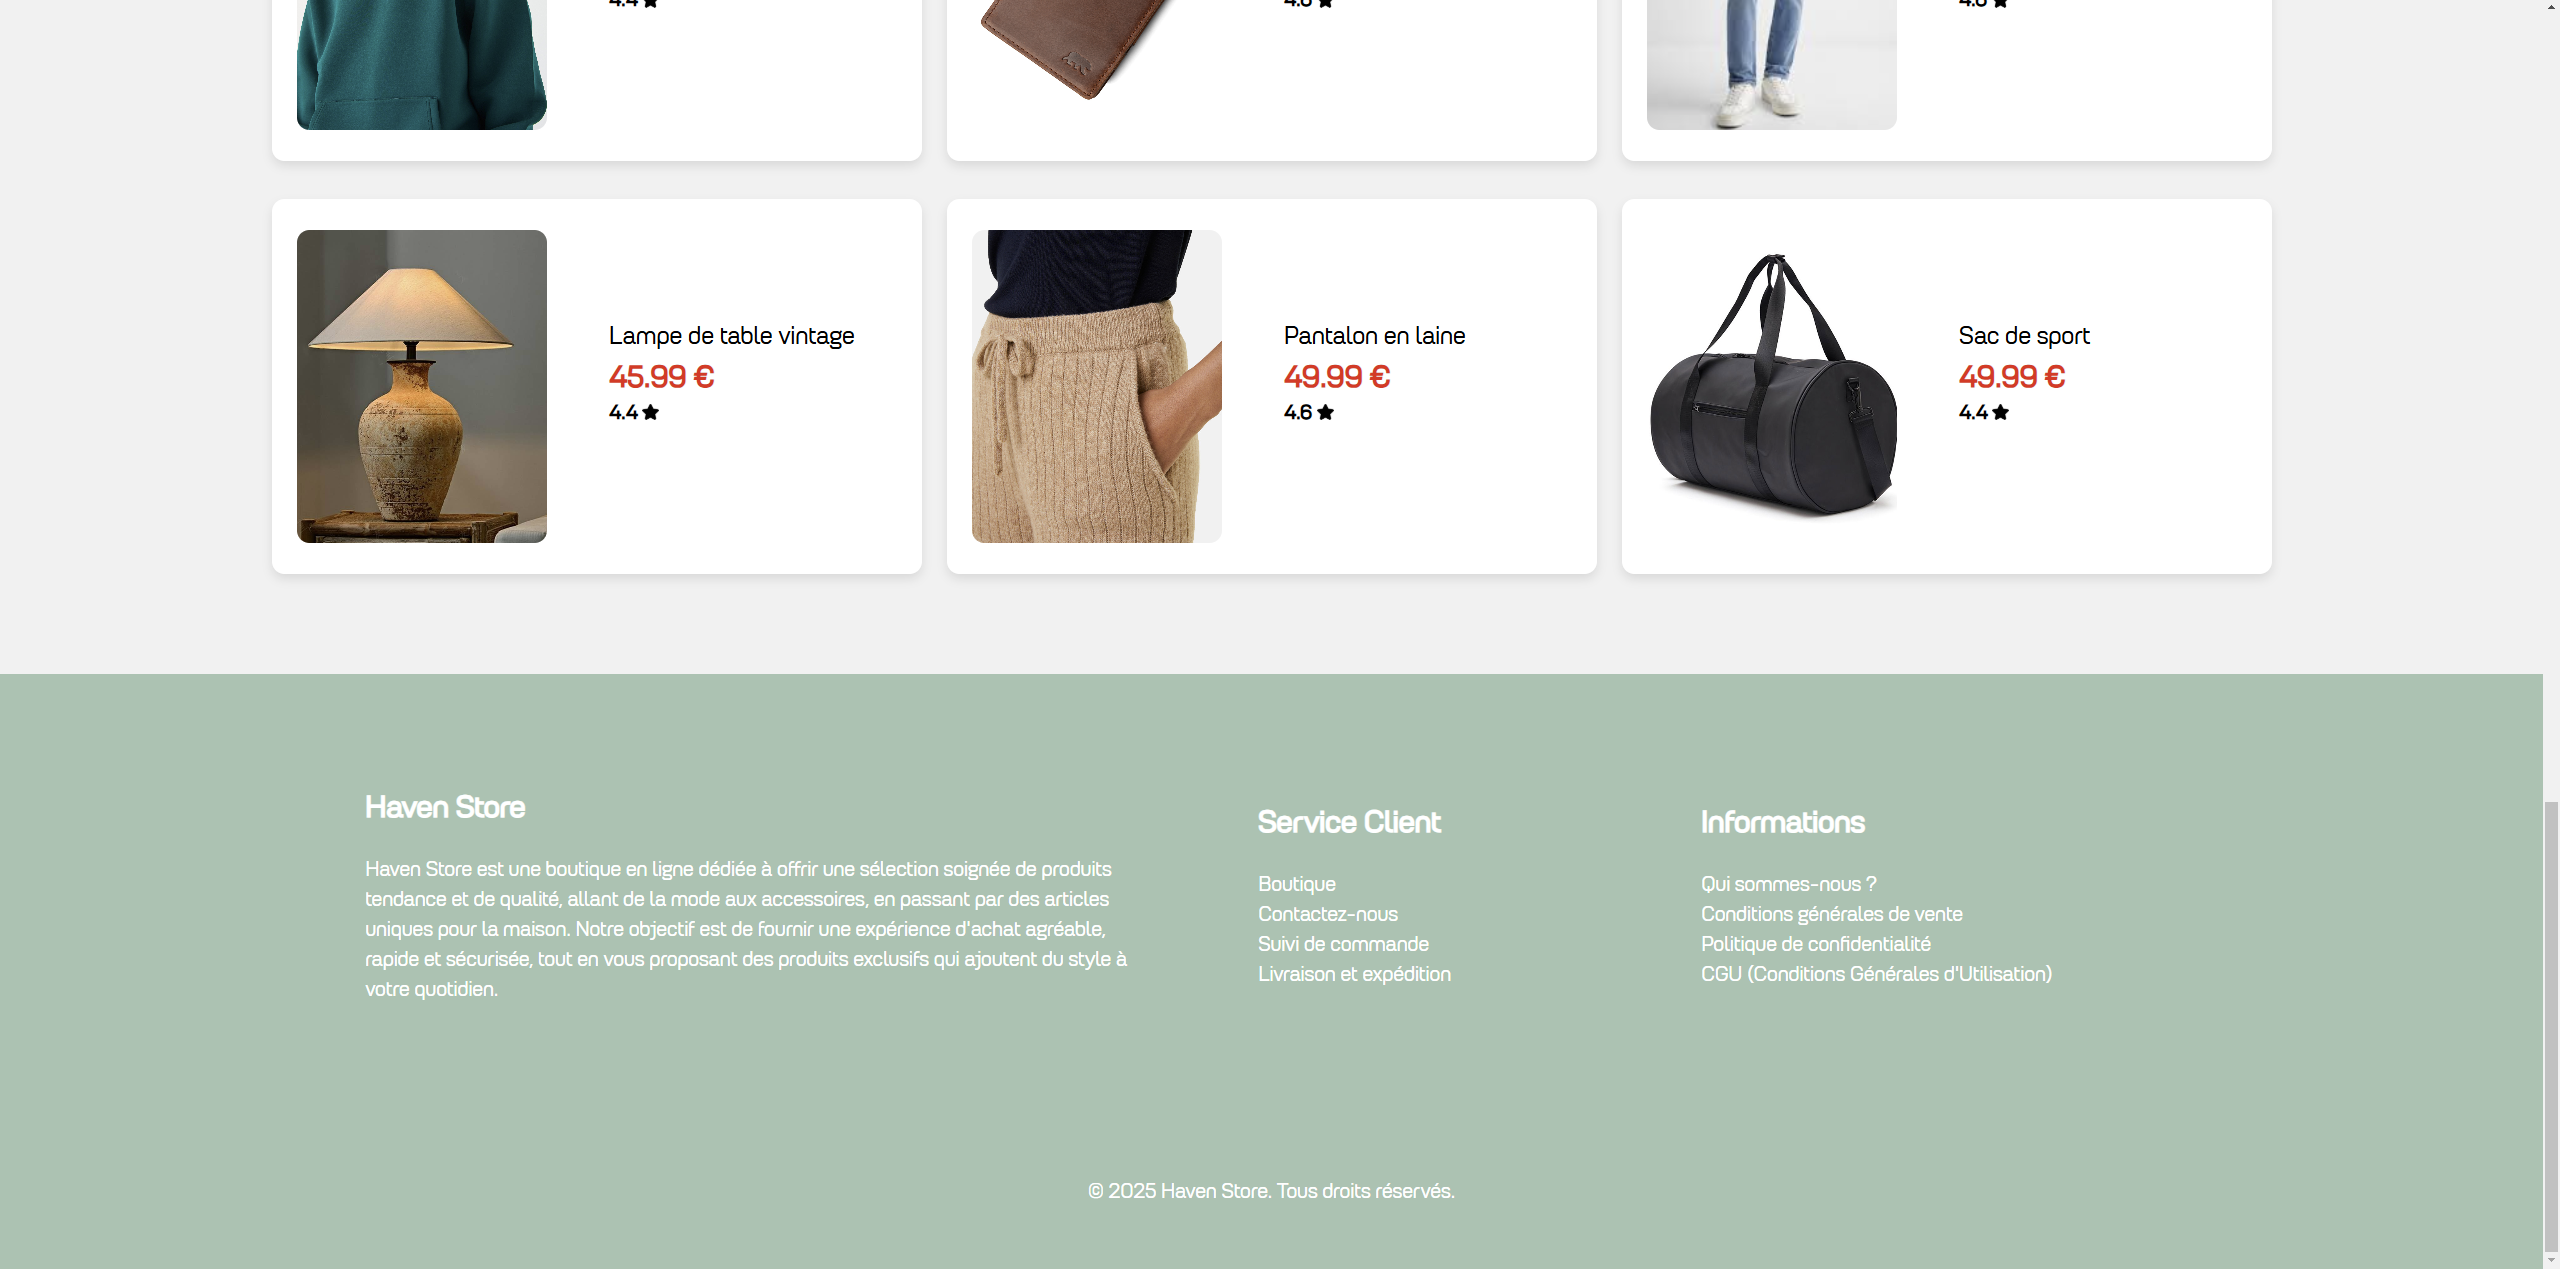 Lampe de table vintage
45.99 €
4.4
Pantalon en laine
49.99 €
4.6
Sac de sport
49.99 €
4.4
Haven Store
Haven Store est une boutique en ligne dédiée à offrir une sélection soignée de produits
tendance et de qualité, allant de la mode aux accessoires, en passant par des articles
uniques pour la maison. Notre objectif est de fournir une expérience d'achat agréable,
rapide et sécurisée, tout en vous proposant des produits exclusifs qui ajoutent du style à
votre quotidien.
Service Client
Boutique
Contactez-nous
Suivi de commande
Livraison et expédition
Informations
Qui sommes-nous ?
Conditions générales de vente
Politique de confidentialité
CGU (Conditions Générales d'Utilisation)
© 2025 Haven Store. Tous droits réservés.